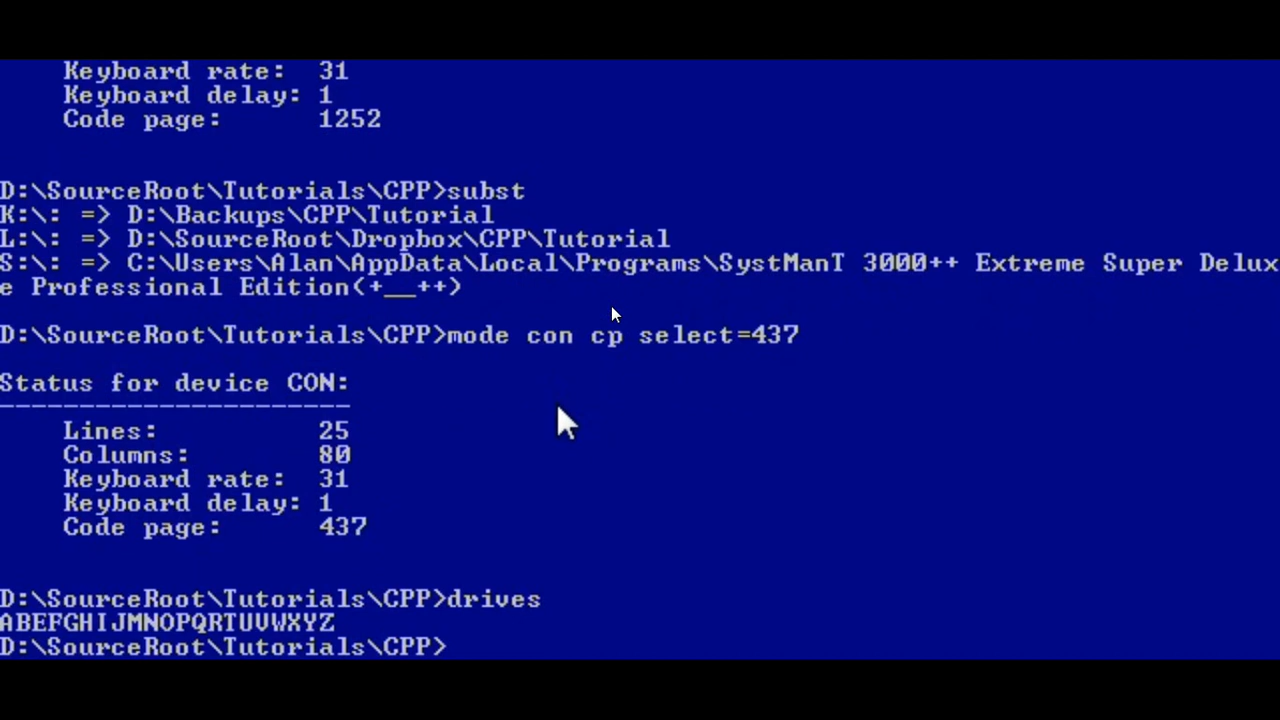 Keyboard rate: 31
Keyboard delay: 1
Code page: 1252
D:\SourceRoot\Tutorials\CPP>subst
K:\: => D:\Backups\CPP\Tutorial
L:\: => D:\SourceRoot\Dropbox\CPP\Tutorial
S:\: => C:\Users\Alan\AppData\Local\Programs\SystManT 3000++ Extreme Super Delux
e Professional Edition(+__++)
D:\SourceRoot\Tutorials\CPP>mode con cp select=437
Status for device CON:
----------------------
Lines: 25
Columns: 80
Keyboard rate: 31
Keyboard delay: 1
Code page: 437
D:\SourceRoot\Tutorials\CPP>drives
ABEFGHIJMNOPQRTUVWXYZ
D:\SourceRoot\Tutorials\CPP>